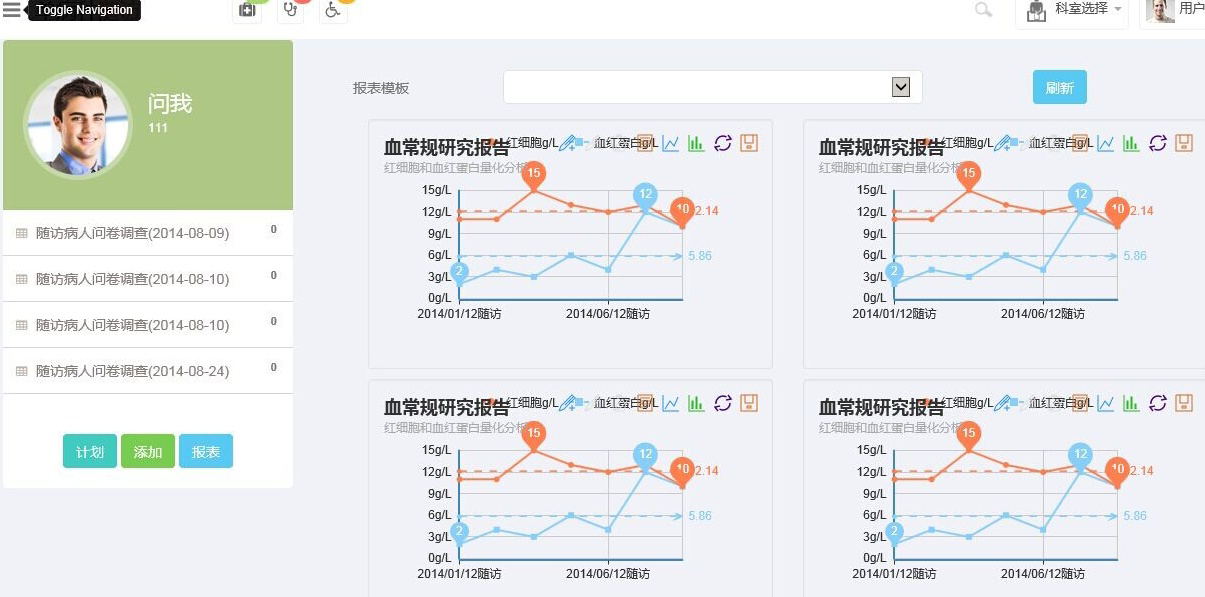 Toggle Navigation
科室选择
用户
问我
111
随访病人问卷调查(2014-08-09) 0
随访病人问卷调查(2014-08-10) 0
随访病人问卷调查(2014-08-10) 0
随访病人问卷调查(2014-08-24) 0
计划 添加 报表
报表模板
刷新
血常规研究报告
红细胞g/L 血红蛋白g/L
红细胞和血红蛋白量化分析
15g/L
12g/L
9g/L
6g/L
3g/L
0g/L
15
12
10
2.14
5.86
2
2014/01/12随访 2014/06/12随访
血常规研究报告
红细胞g/L 血红蛋白g/L
红细胞和血红蛋白量化分析
15g/L
12g/L
9g/L
6g/L
3g/L
0g/L
15
12
10
2.14
5.86
2
2014/01/12随访 2014/06/12随访
血常规研究报告
红细胞g/L 血红蛋白g/L
红细胞和血红蛋白量化分析
15g/L
12g/L
9g/L
6g/L
3g/L
0g/L
15
12
10
2.14
5.86
2
2014/01/12随访 2014/06/12随访
血常规研究报告
红细胞g/L 血红蛋白g/L
红细胞和血红蛋白量化分析
15g/L
12g/L
9g/L
6g/L
3g/L
0g/L
15
12
10
2.14
5.86
2
2014/01/12随访 2014/06/12随访